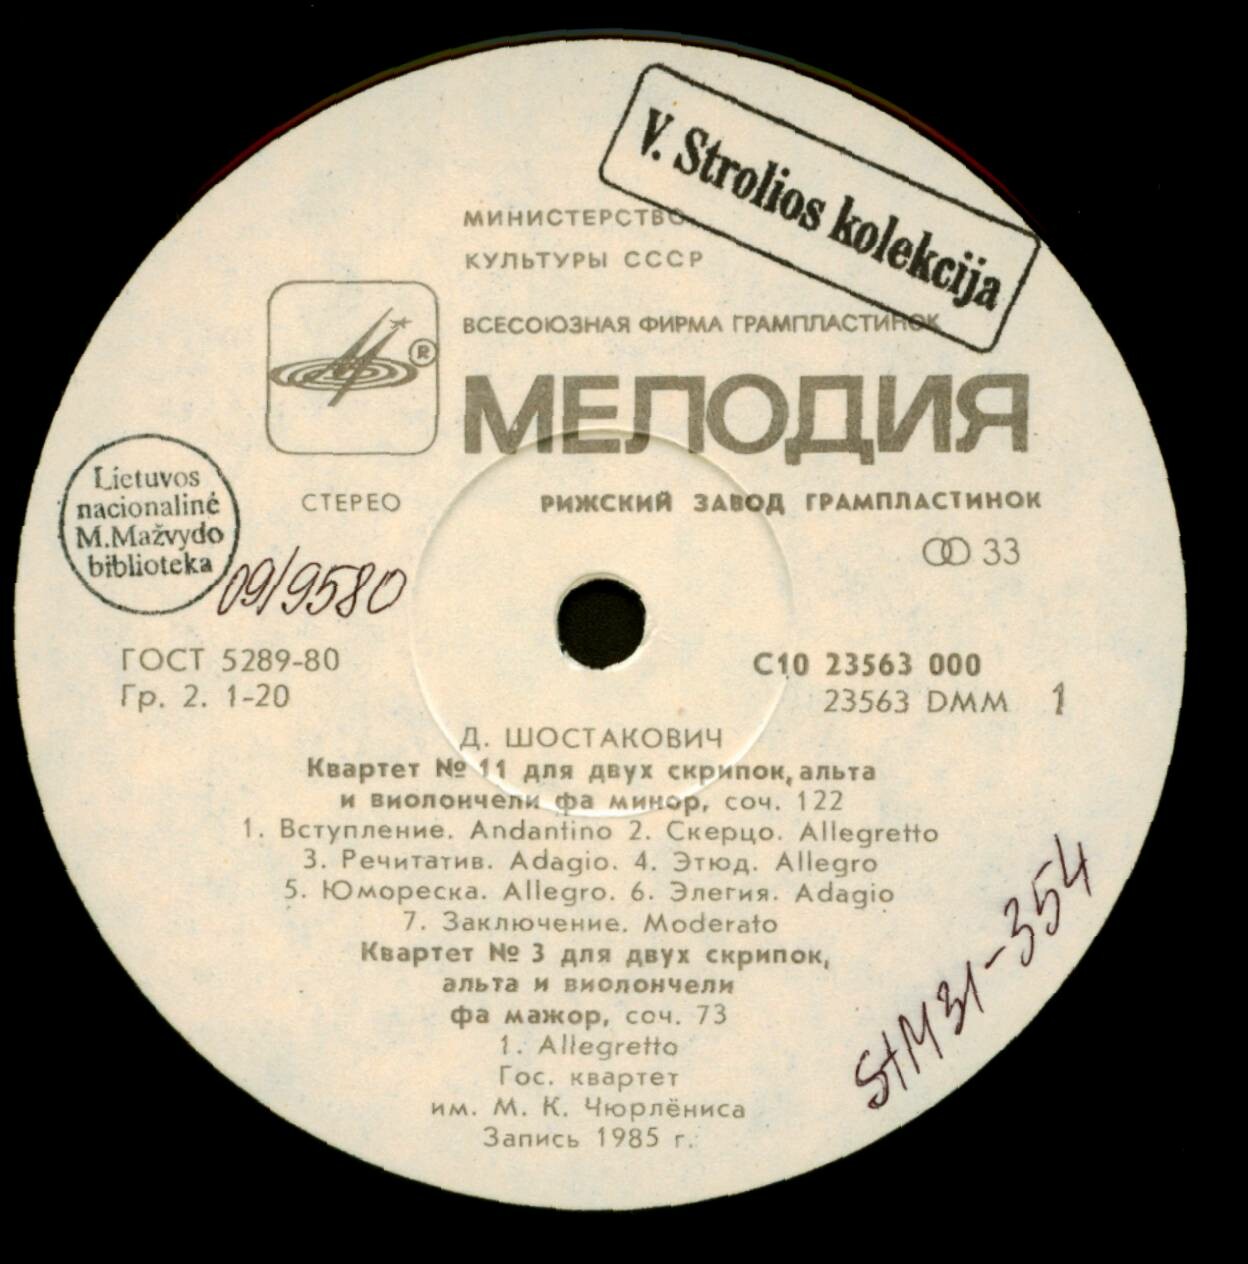 V. Strolios kolekcija
МИНИСТЕРСТВО
КУЛЬТУРЫ СССР
ВСЕСОЮЗНАЯ ФИРМА ГРАМПЛАСТИНОК
®
МЕЛОДИЯ
СТЕРЕО
РИЖСКИЙ ЗАВОД ГРАМПЛАСТИНОК
33
Lietuvos
nacionalinė
M.Mažvydo
biblioteka
09/9580
ГОСТ 5289-80
Гр. 2. 1-20
С10 23563 000
23563 DMM 1
Д. ШОСТАКОВИЧ
Квартет № 11 для двух скрипок, альта
и виолончели фа минор, соч. 122
1. Вступление. Andantino 2. Скерцо. Allegretto
3. Речитатив. Adagio. 4. Этюд. Allegro
5. Юмореска. Allegro. 6. Элегия. Adagio
7. Заключение. Moderato
Квартет № 3 для двух скрипок,
альта и виолончели
фа мажор, соч. 73
1. Allegretto
Гос. квартет
им. М. К. Чюрлёниса
Запись 1985 г.
StM31-354